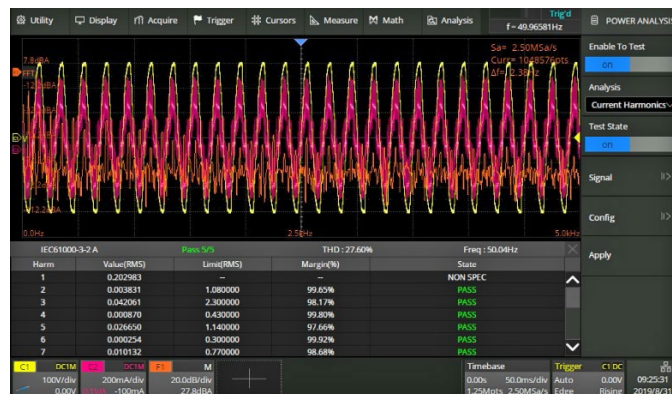 Utility Display Acquire Trigger Cursors Measure Math Analysis
Trig'd
f = 49.96581Hz
POWER ANALYSIS
Sa= 2.50MSa/s
Curr= 1048576pts
Δf= 2.38Hz
7.8dBA
FFT
0.0Hz 2.5kHz 5.0kHz
Enable To Test
on
Analysis
Current Harmonics
Test State
on
Signal
Config
Apply
IEC61000-3-2 A Pass 5/5 THD : 27.60% Freq : 50.04Hz
Harm Value(RMS) Limit(RMS) Margin(%) State
1 0.202983 -- -- NON SPEC
2 0.003831 1.080000 99.65% PASS
3 0.042061 2.300000 98.17% PASS
4 0.000870 0.430000 99.80% PASS
5 0.026650 1.140000 97.66% PASS
6 0.000254 0.300000 99.92% PASS
7 0.010132 0.770000 98.68% PASS
C1 DC1M C2 DC1M F1 M Timebase Trigger C1 DC
100V/div 200mA/div 20.0dB/div 0.00s 50.0ms/div Auto 0.00V 09:25:31
0.00V -100mA 27.8dBA 1.25Mpts 2.50MSa/s Edge Rising 2019/8/31